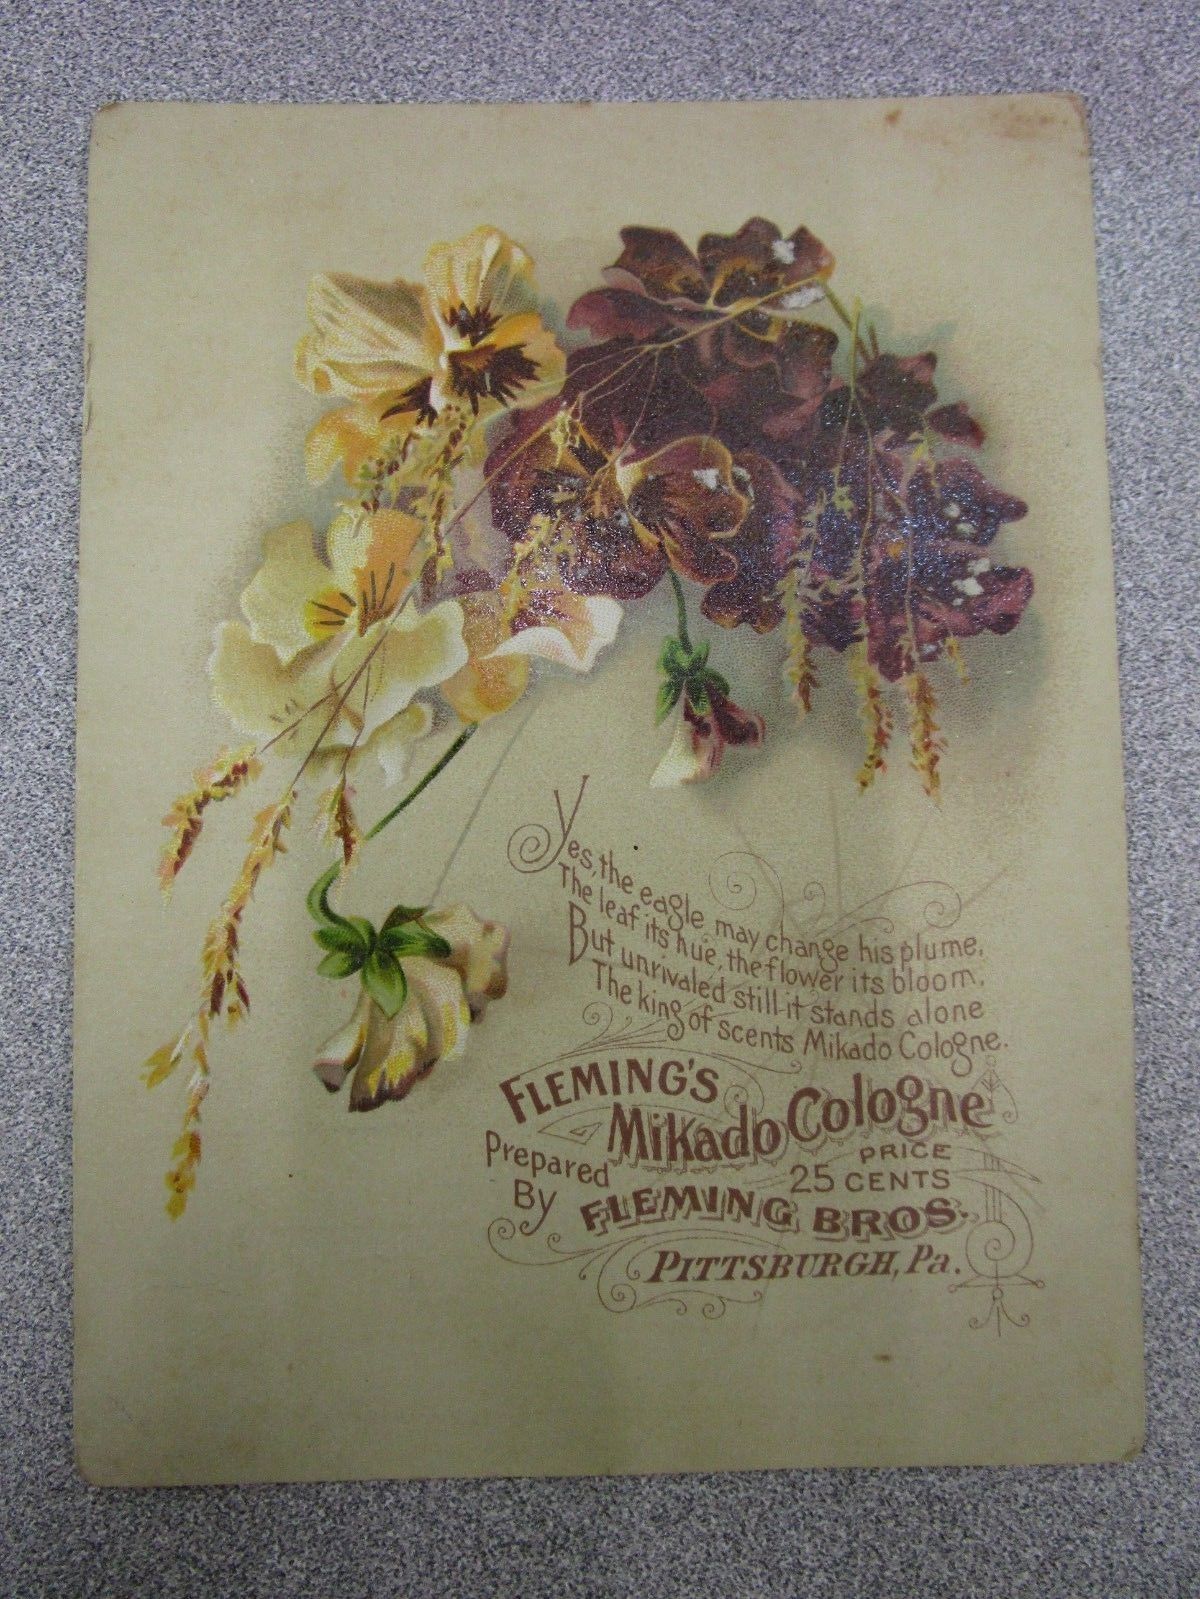 Yes, the eagle may change his plume,
The leaf its hue, the flower its bloom,
But unrivaled still it stands alone
The king of scents Mikado Cologne.
FLEMING'S
Mikado Cologne
PRICE
25 CENTS
Prepared
By
FLEMING BROS.
PITTSBURGH, Pa.